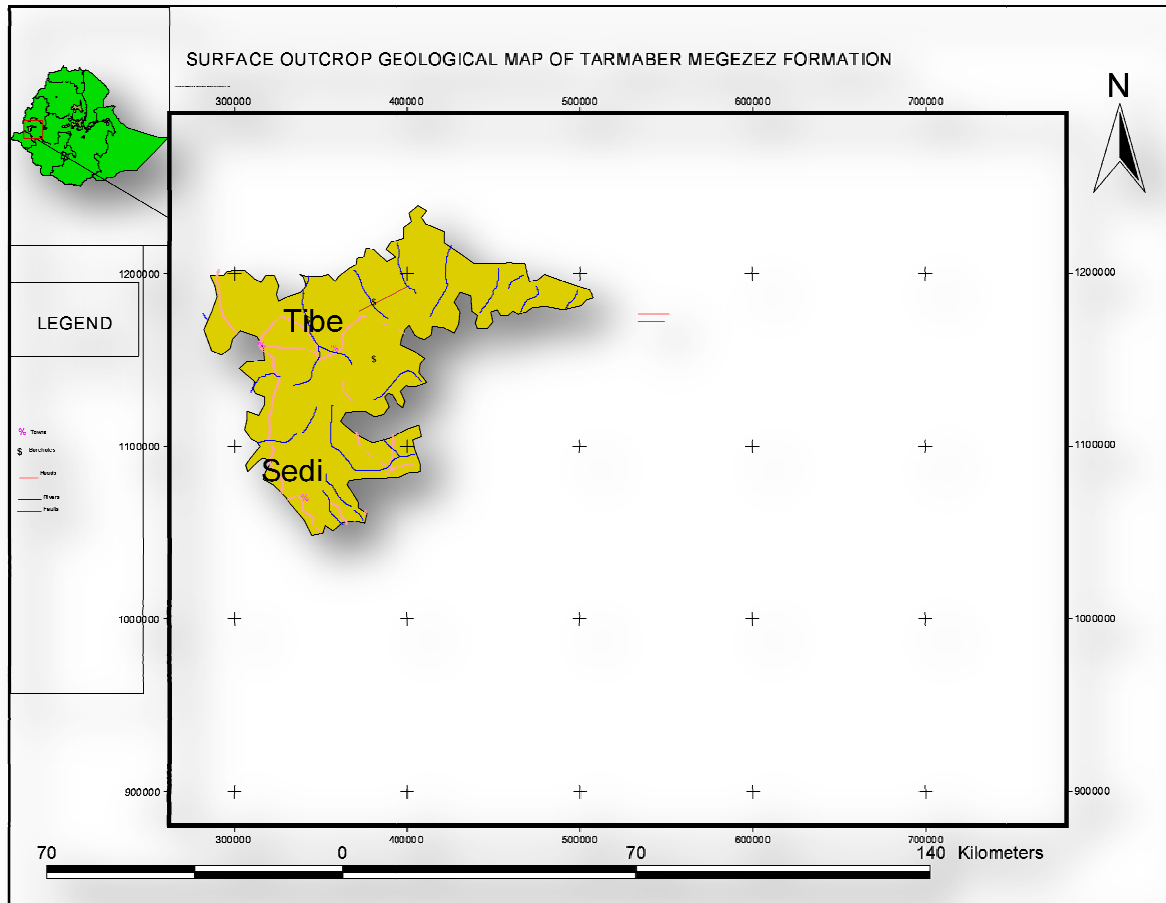 SURFACE OUTCROP GEOLOGICAL MAP OF TARMABER MEGEZEZ FORMATION
N
300000 400000 500000 600000 700000
1200000 1200000
Tibe
LEGEND
% Towns
$ Boreholes
Roads
Rivers
Faults
1100000 1100000
Sedi
1000000 1000000
900000 900000
300000 400000 500000 600000 700000
70 0 70 140 Kilometers